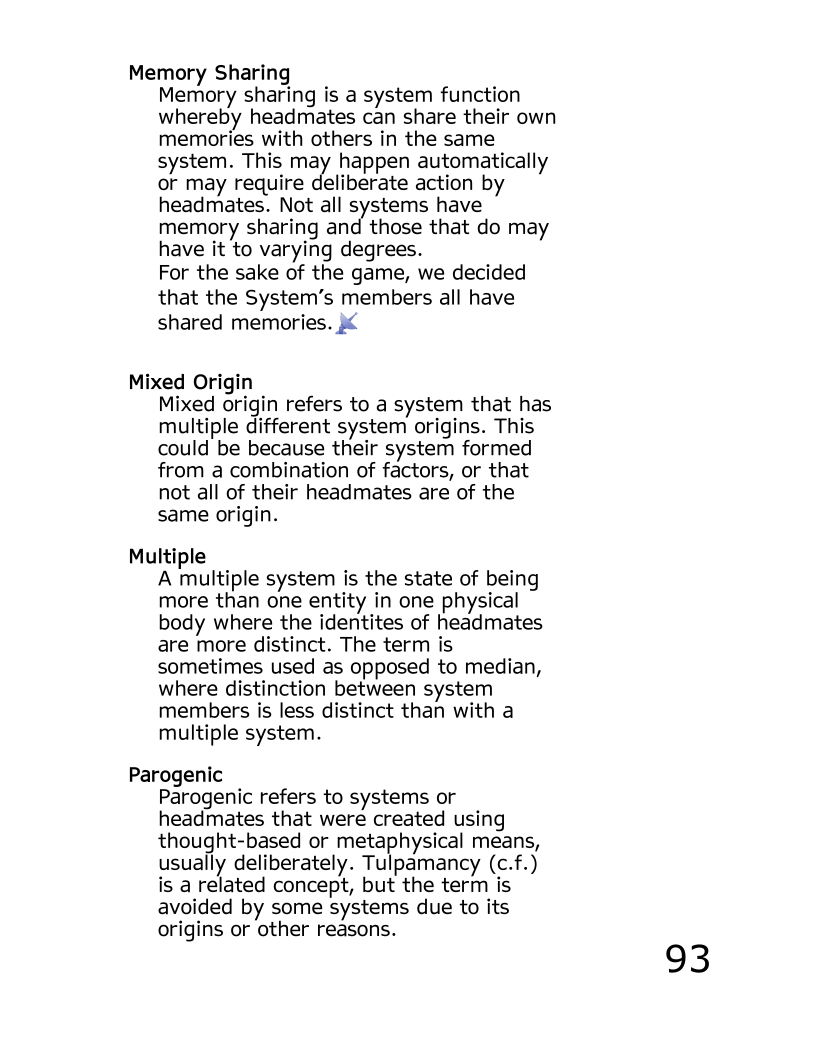 Memory Sharing
Memory sharing is a system function
whereby headmates can share their own
memories with others in the same
system. This may happen automatically
or may require deliberate action by
headmates. Not all systems have
memory sharing and those that do may
have it to varying degrees.
For the sake of the game, we decided
that the System’s members all have
shared memories.
Mixed Origin
Mixed origin refers to a system that has
multiple different system origins. This
could be because their system formed
from a combination of factors, or that
not all of their headmates are of the
same origin.
Multiple
A multiple system is the state of being
more than one entity in one physical
body where the identites of headmates
are more distinct. The term is
sometimes used as opposed to median,
where distinction between system
members is less distinct than with a
multiple system.
Parogenic
Parogenic refers to systems or
headmates that were created using
thought-based or metaphysical means,
usually deliberately. Tulpamancy (c.f.)
is a related concept, but the term is
avoided by some systems due to its
origins or other reasons.
93